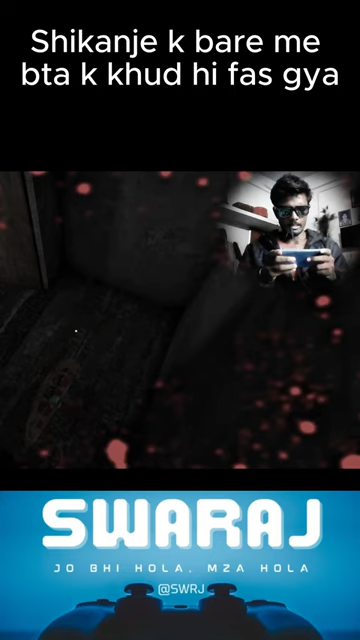 Shikanje k bare me
bta k khud hi fas gya
SWARAJ
JO BHI HOLA, MZA HOLA
@SWRJ